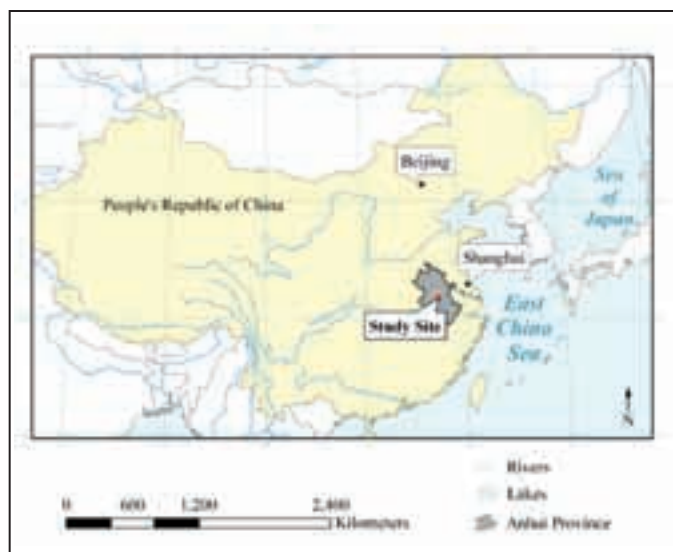 Beijing
People's Republic of China
Sea
of
Japan
Shanghai
Study Site
East
China
Sea
N
Rivers
Lakes
Anhui Province
0 600 1,200 2,400
Kilometers